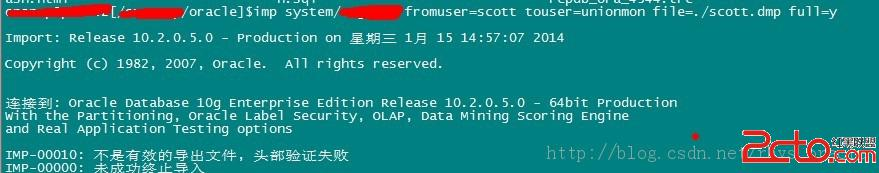 [/ /oracle]$imp system/ fromuser=scott touser=unionmon file=./scott.dmp full=y
Import: Release 10.2.0.5.0 - Production on 星期三 1月 15 14:57:07 2014
Copyright (c) 1982, 2007, Oracle.  All rights reserved.
连接到: Oracle Database 10g Enterprise Edition Release 10.2.0.5.0 - 64bit Production
With the Partitioning, Oracle Label Security, OLAP, Data Mining Scoring Engine
and Real Application Testing options
IMP-00010: 不是有效的导出文件, 头部验证失败
IMP-00000: 未成功终止导入
http://blog.csdn.net/
2cto
.com
红黑联盟